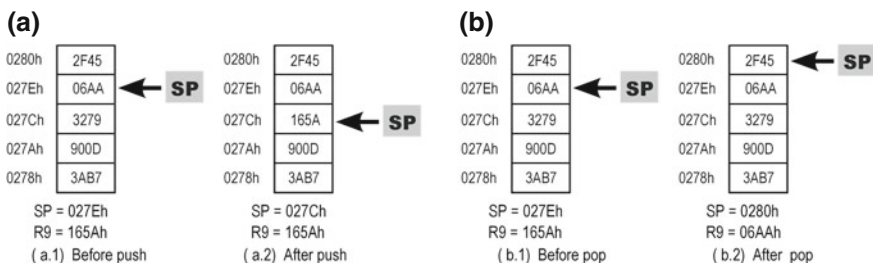 (a) (b)
0280h 2F45 0280h 2F45 0280h 2F45 0280h 2F45 SP
027Eh 06AA SP 027Eh 06AA 027Eh 06AA SP 027Eh 06AA
027Ch 3279 027Ch 165A SP 027Ch 3279 027Ch 3279
027Ah 900D 027Ah 900D 027Ah 900D 027Ah 900D
0278h 3AB7 0278h 3AB7 0278h 3AB7 0278h 3AB7
SP = 027Eh SP = 027Ch SP = 027Eh SP = 0280h
R9 = 165Ah R9 = 165Ah R9 = 165Ah R9 = 06AAh
( a.1) Before push ( a.2) After push (b.1) Before pop (b.2) After pop